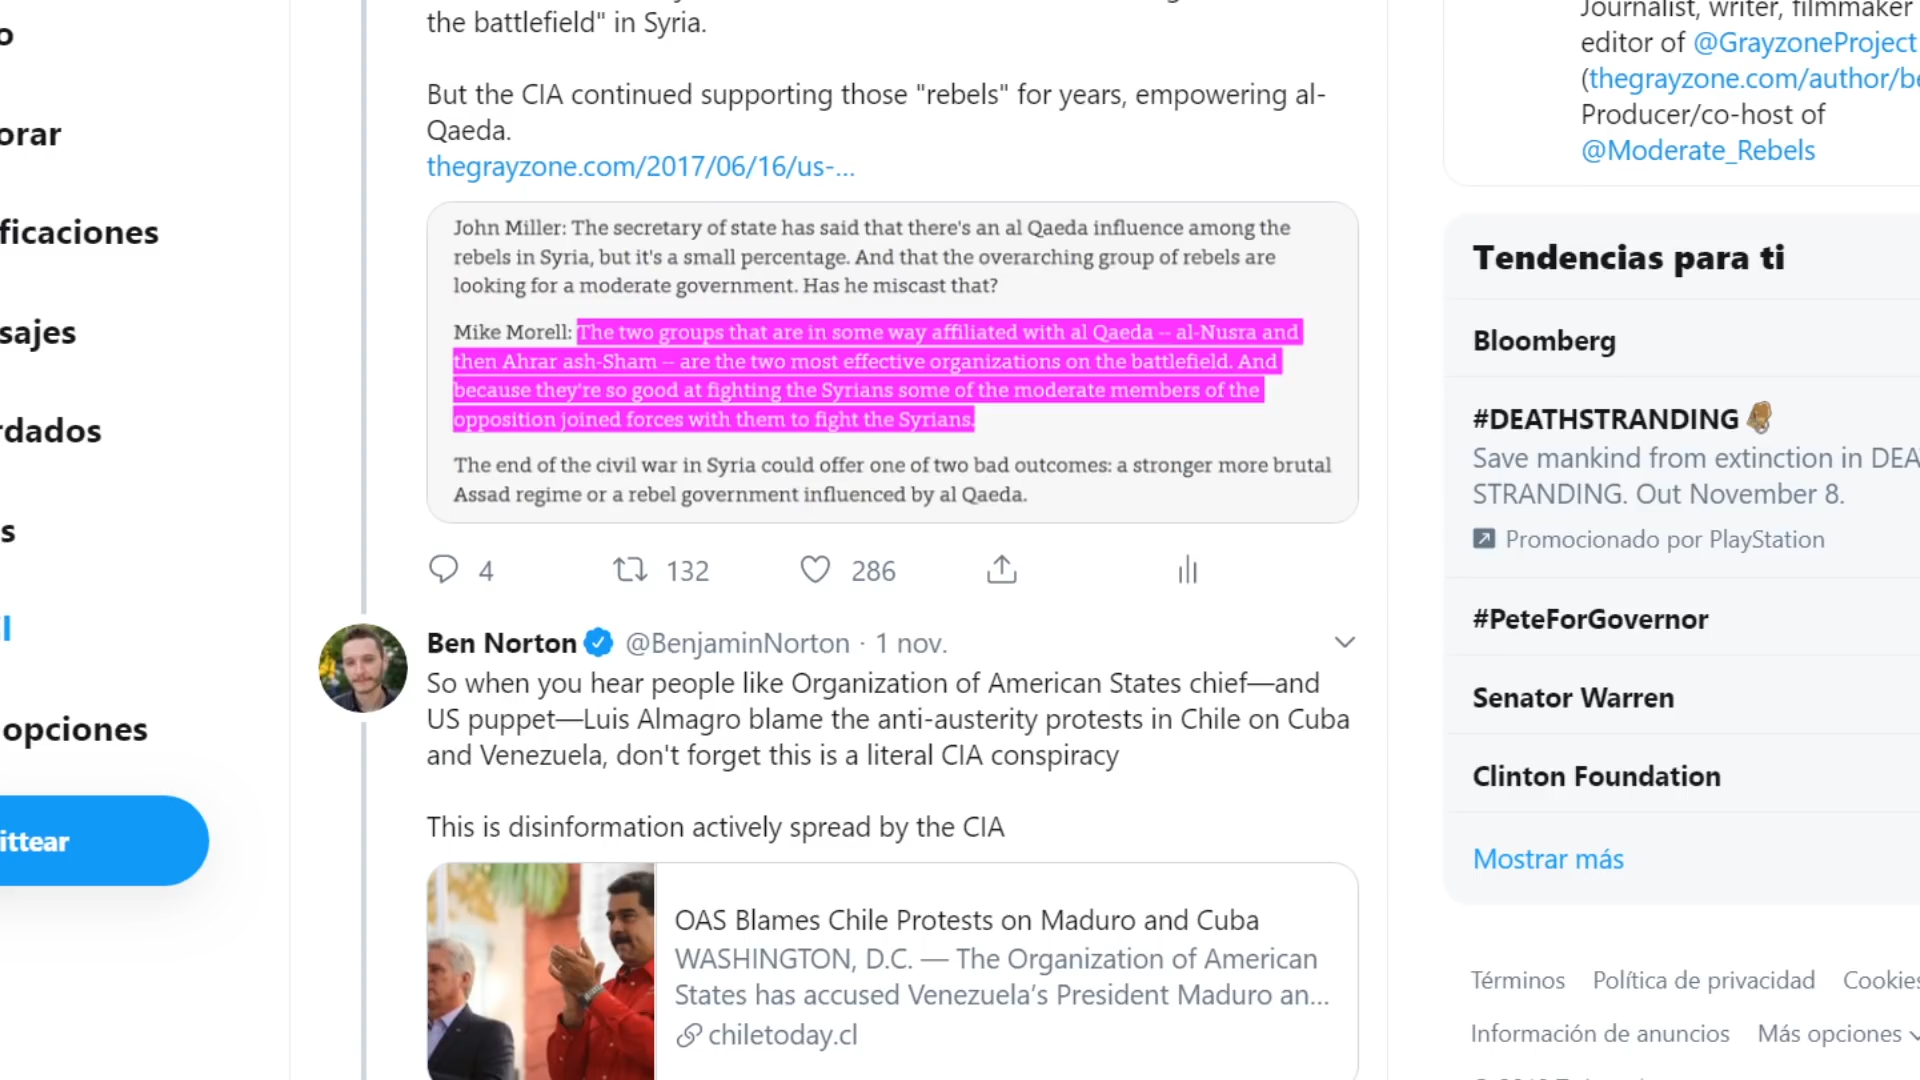 the battlefield" in Syria.
But the CIA continued supporting those "rebels" for years, empowering al-
Qaeda.
thegrayzone.com/2017/06/16/us-...
John Miller: The secretary of state has said that there's an al Qaeda influence among the
rebels in Syria, but it's a small percentage. And that the overarching group of rebels are
looking for a moderate government. Has he miscast that?
Mike Morell: The two groups that are in some way affiliated with al Qaeda -- al-Nusra and
then Ahrar ash-Sham -- are the two most effective organizations on the battlefield. And
because they're so good at fighting the Syrians some of the moderate members of the
opposition joined forces with them to fight the Syrians.
The end of the civil war in Syria could offer one of two bad outcomes: a stronger more brutal
Assad regime or a rebel government influenced by al Qaeda.
4 132 286
Ben Norton @BenjaminNorton · 1 nov.
So when you hear people like Organization of American States chief—and
US puppet—Luis Almagro blame the anti-austerity protests in Chile on Cuba
and Venezuela, don't forget this is a literal CIA conspiracy
This is disinformation actively spread by the CIA
OAS Blames Chile Protests on Maduro and Cuba
WASHINGTON, D.C. — The Organization of American
States has accused Venezuela's President Maduro an...
chiletoday.cl
o
orar
ficaciones
sajes
rdados
s
l
opciones
ittear
Journalist, writer, filmmaker
editor of @GrayzoneProject
(thegrayzone.com/author/be
Producer/co-host of
@Moderate_Rebels
Tendencias para ti
Bloomberg
#DEATHSTRANDING
Save mankind from extinction in DEA
STRANDING. Out November 8.
Promocionado por PlayStation
#PeteForGovernor
Senator Warren
Clinton Foundation
Mostrar más
Términos Política de privacidad Cookies
Información de anuncios Más opciones